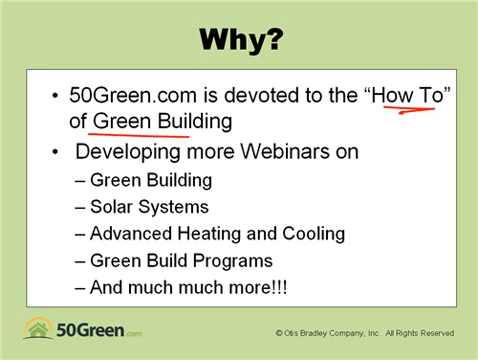 Why?
• 50Green.com is devoted to the “How To”
of Green Building
• Developing more Webinars on
– Green Building
– Solar Systems
– Advanced Heating and Cooling
– Green Build Programs
– And much much more!!!
50Green.com
© Otis Bradley Company, Inc. All Rights Reserved